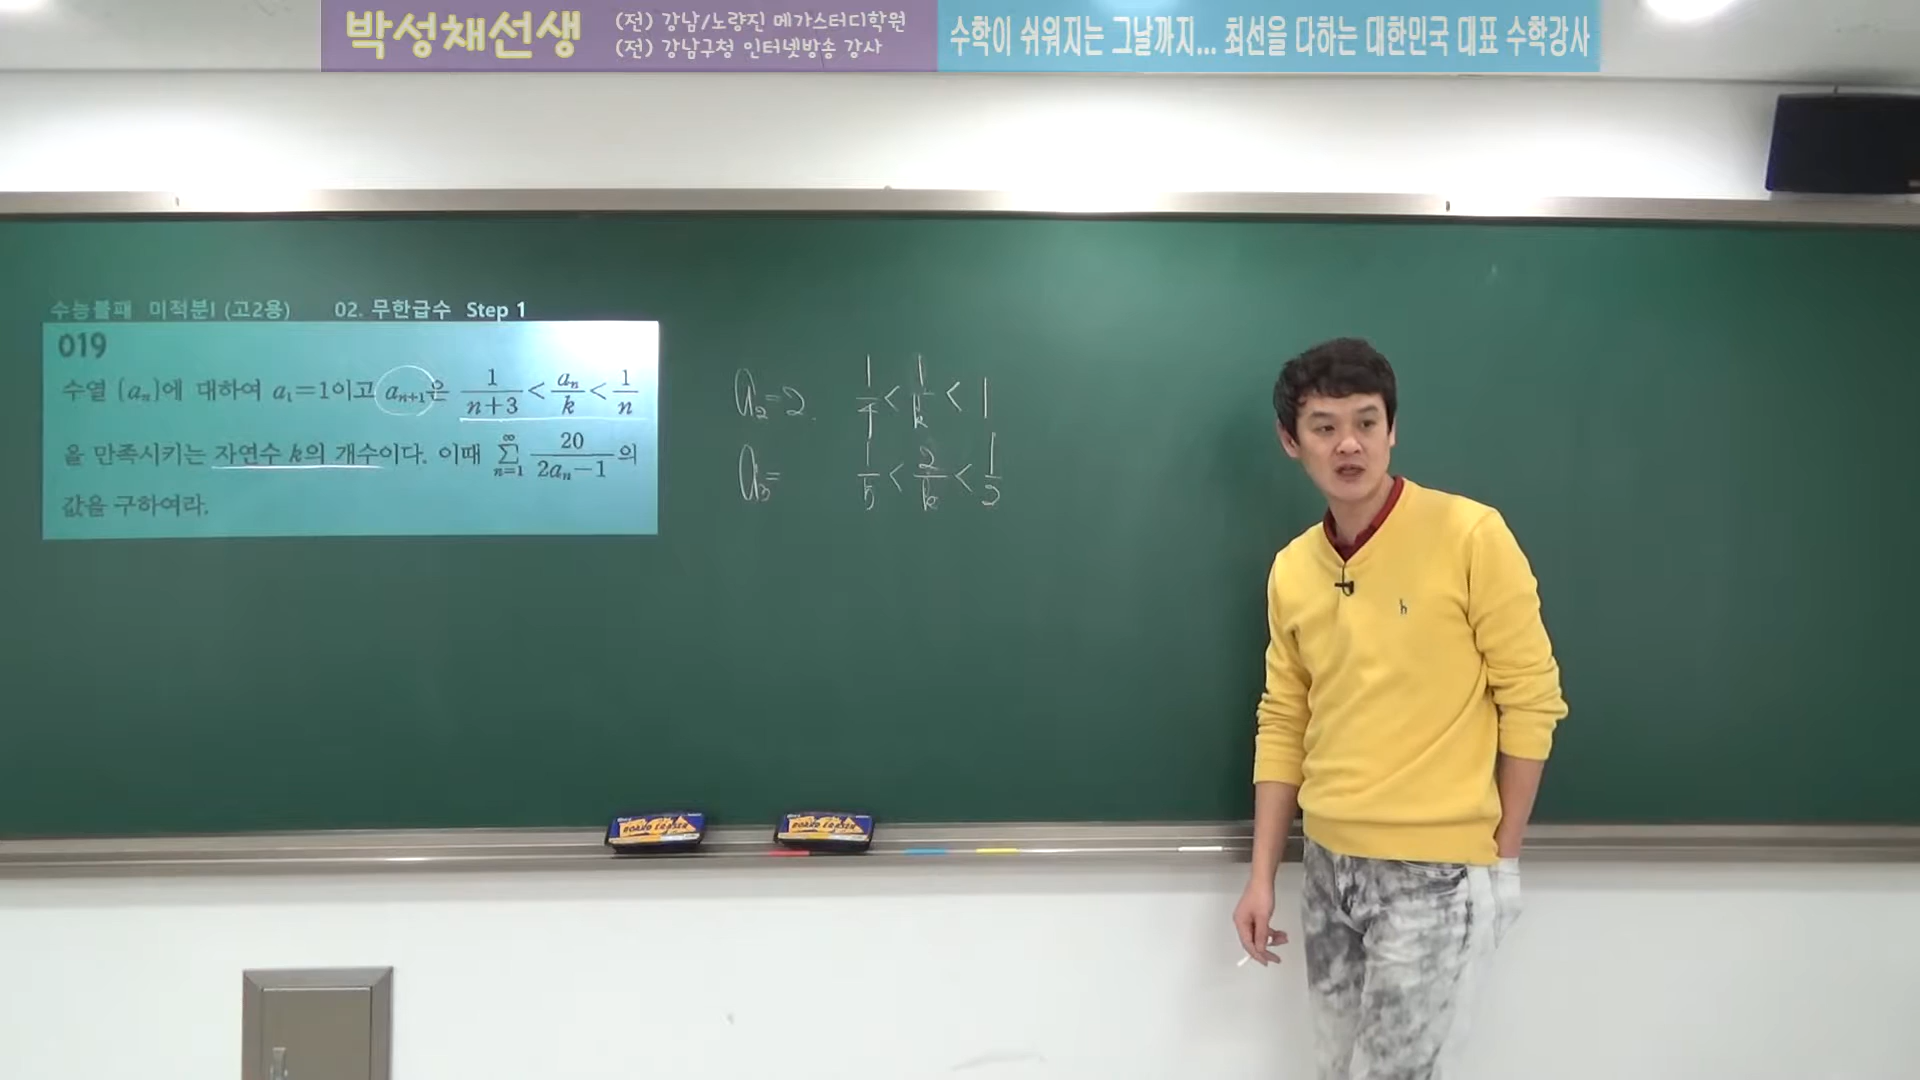 박성채선생
(전) 강남/노량진 메가스터디학원
(전) 강남구청 인터넷방송 강사
수학이 쉬워지는 그날까지... 최선을 다하는 대한민국 대표 수학강사
수능불패 미적분I (고2용) 02. 무한급수 Step 1
019
수열 {aₙ}에 대하여 a₁=1이고 aₙ₊₁은 1/(n+3) < aₙ/k < 1/n
을 만족시키는 자연수 k의 개수이다. 이때 ∑_{n=1}^{∞} 20/(2aₙ-1)의
값을 구하여라.
a₂=2. 1/4 < 1/k < 1
a₃= 1/5 < 2/k < 1/2
BOARD ERASER
BOARD ERASER